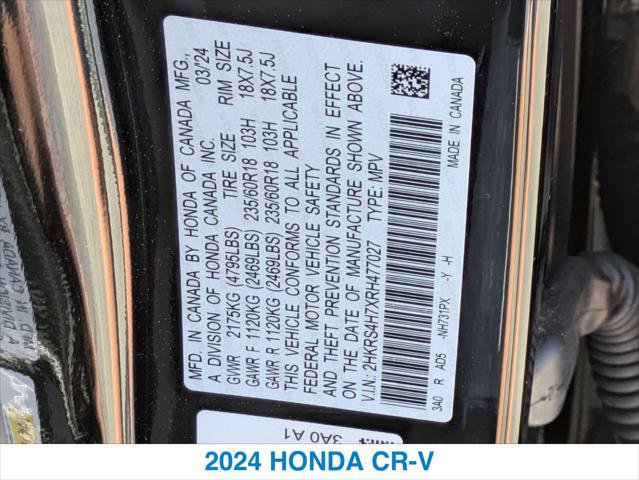 MFD. IN CANADA BY HONDA OF CANADA MFG.,
A DIVISION OF HONDA CANADA INC. 03/24
GVWR 2175KG (4795LBS) TIRE SIZE RIM SIZE
GAWR F 1120KG (2469LBS) 235/60R18 103H 18X7.5J
GAWR R 1120KG (2469LBS) 235/60R18 103H 18X7.5J
THIS VEHICLE CONFORMS TO ALL APPLICABLE
FEDERAL MOTOR VEHICLE SAFETY
AND THEFT PREVENTION STANDARDS IN EFFECT
ON THE DATE OF MANUFACTURE SHOWN ABOVE.
V.I.N: 2HKRS4H7XRH477027 TYPE: MPV
3A0 R AD5 -NH731PX -Y -H MADE IN CANADA
3A0 A1
2024 HONDA CR-V